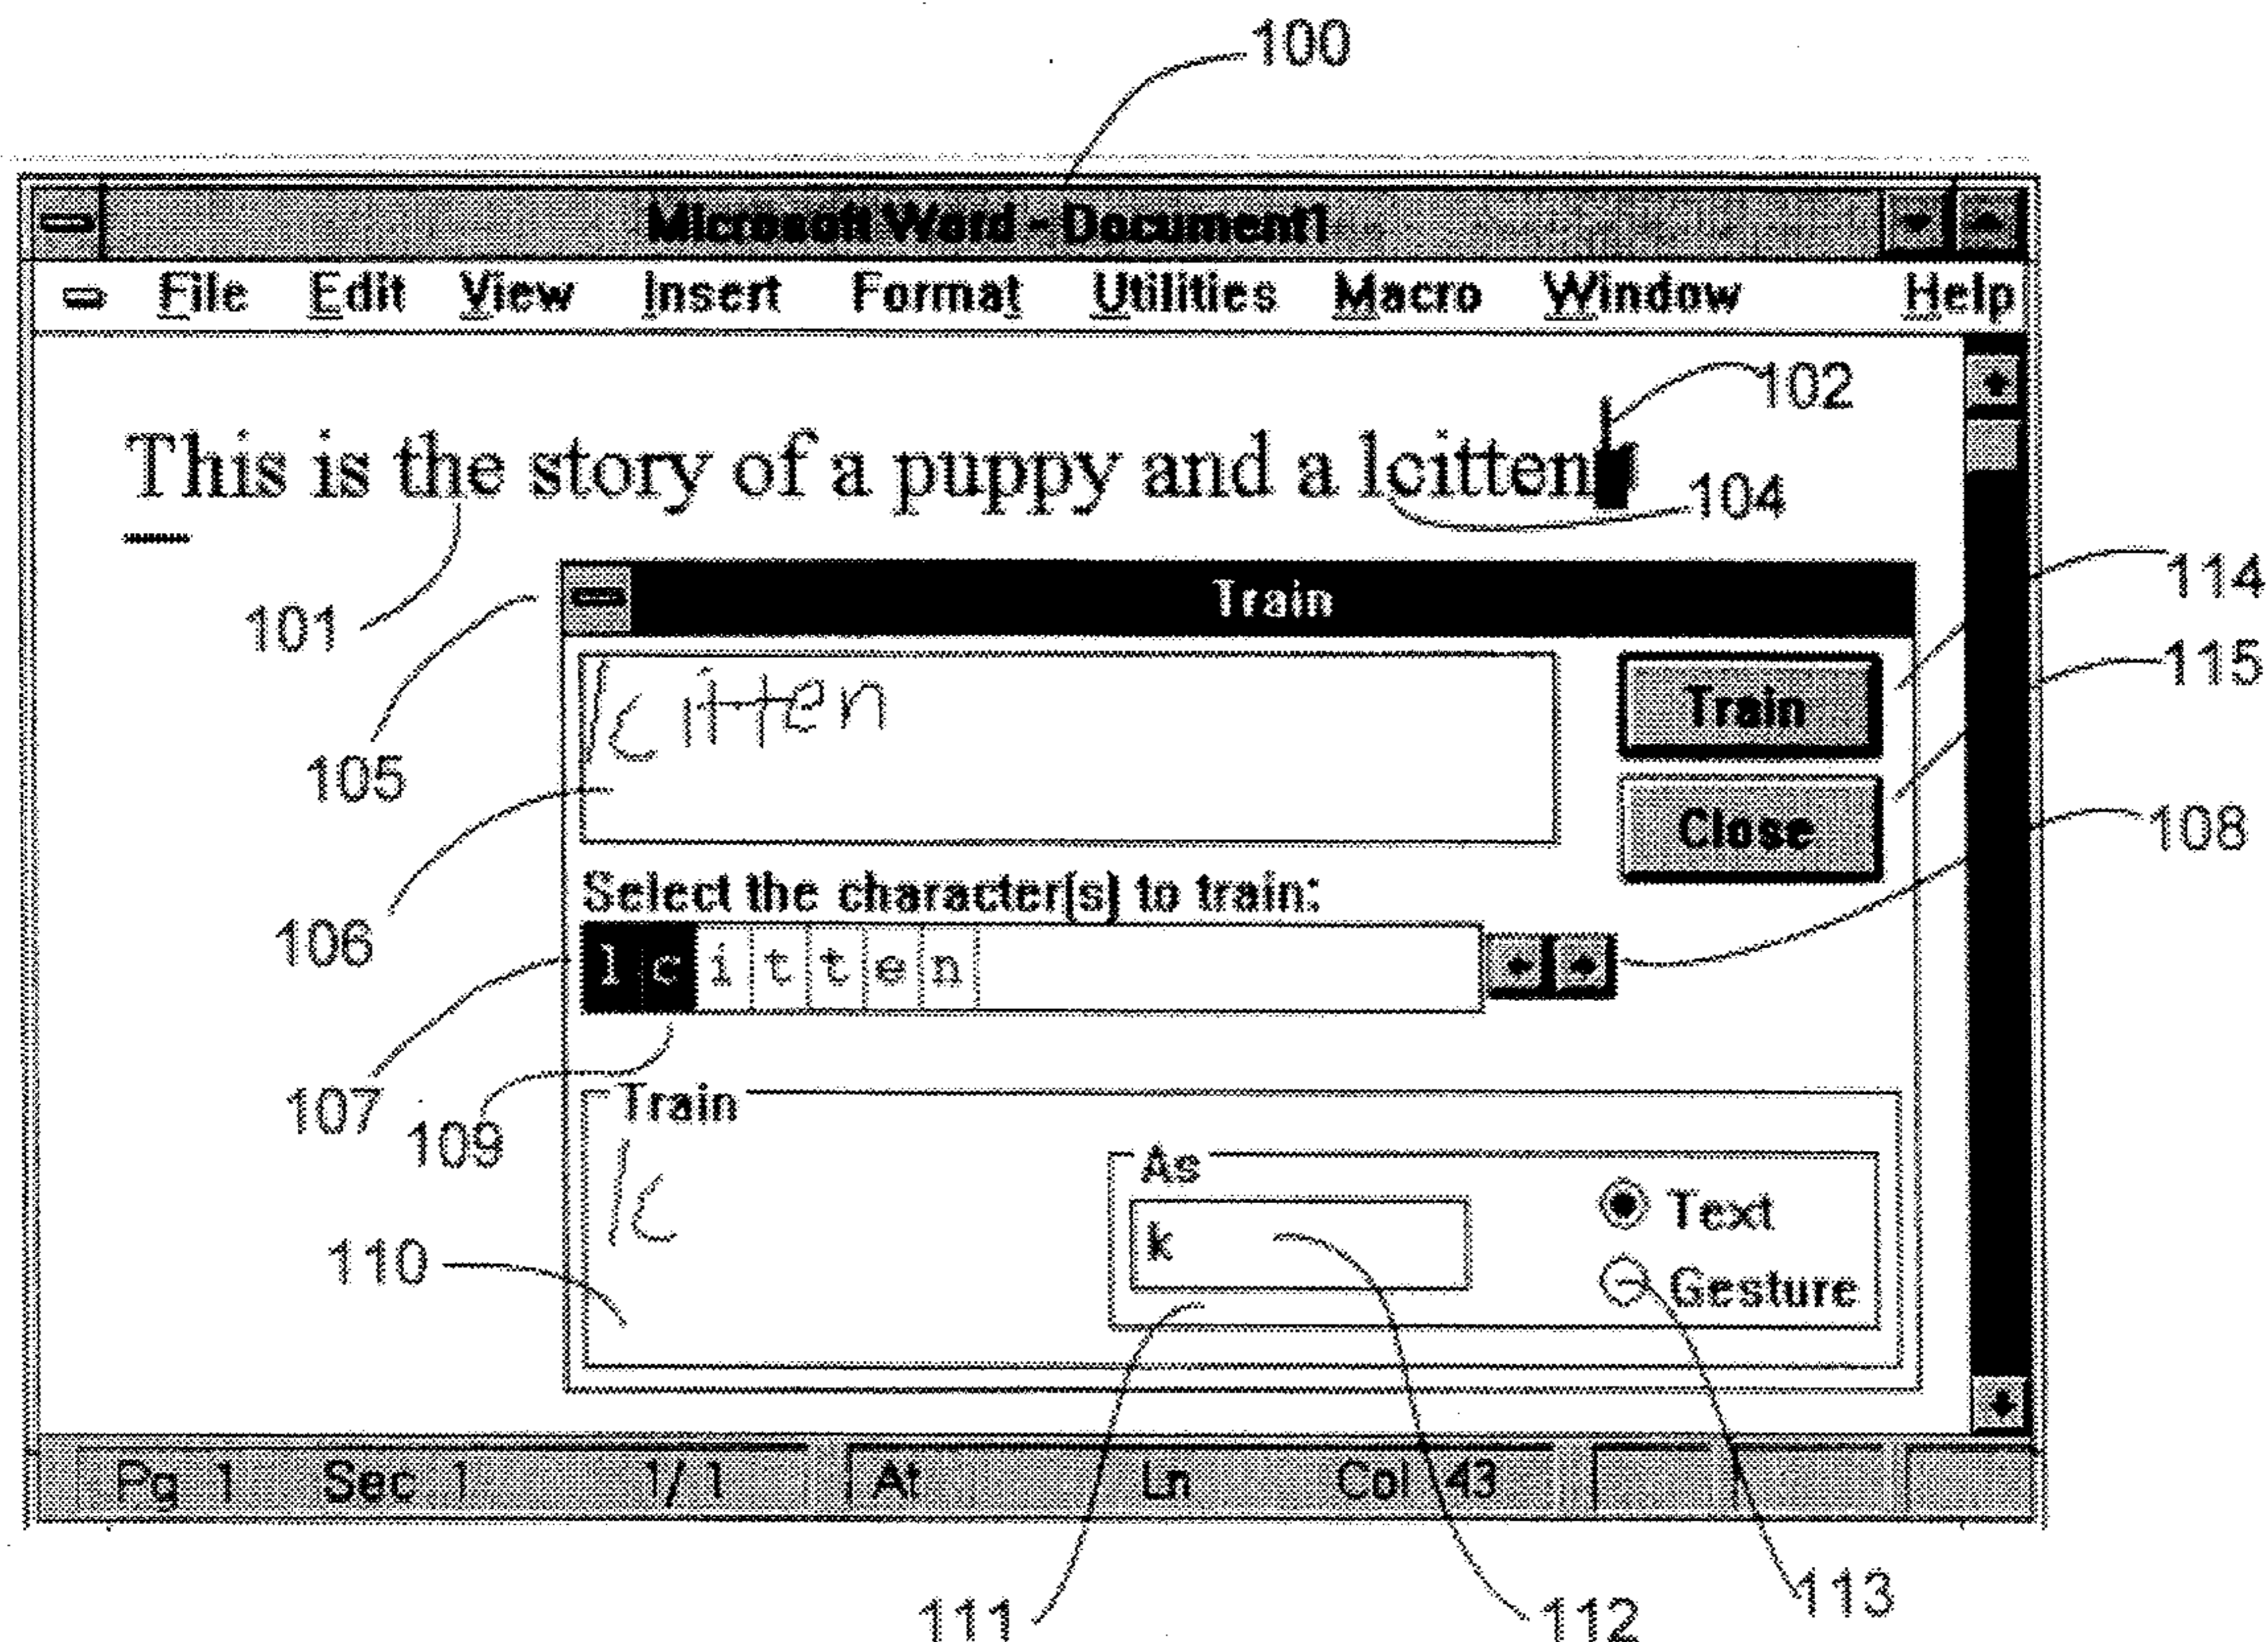 100
Microsoft Word - Document1
File Edit View Insert Format Utilities Macro Window Help
102
This is the story of a puppy and a lcitten
104
114
101
Train
115
105
lcitten
Train
Close
108
106
Select the character(s) to train:
l c i t t e n
107
109
Train
lc
As
k
Text
Gesture
110
Pg 1 Sec 1 1/1 At Ln Col 43
111
112
113